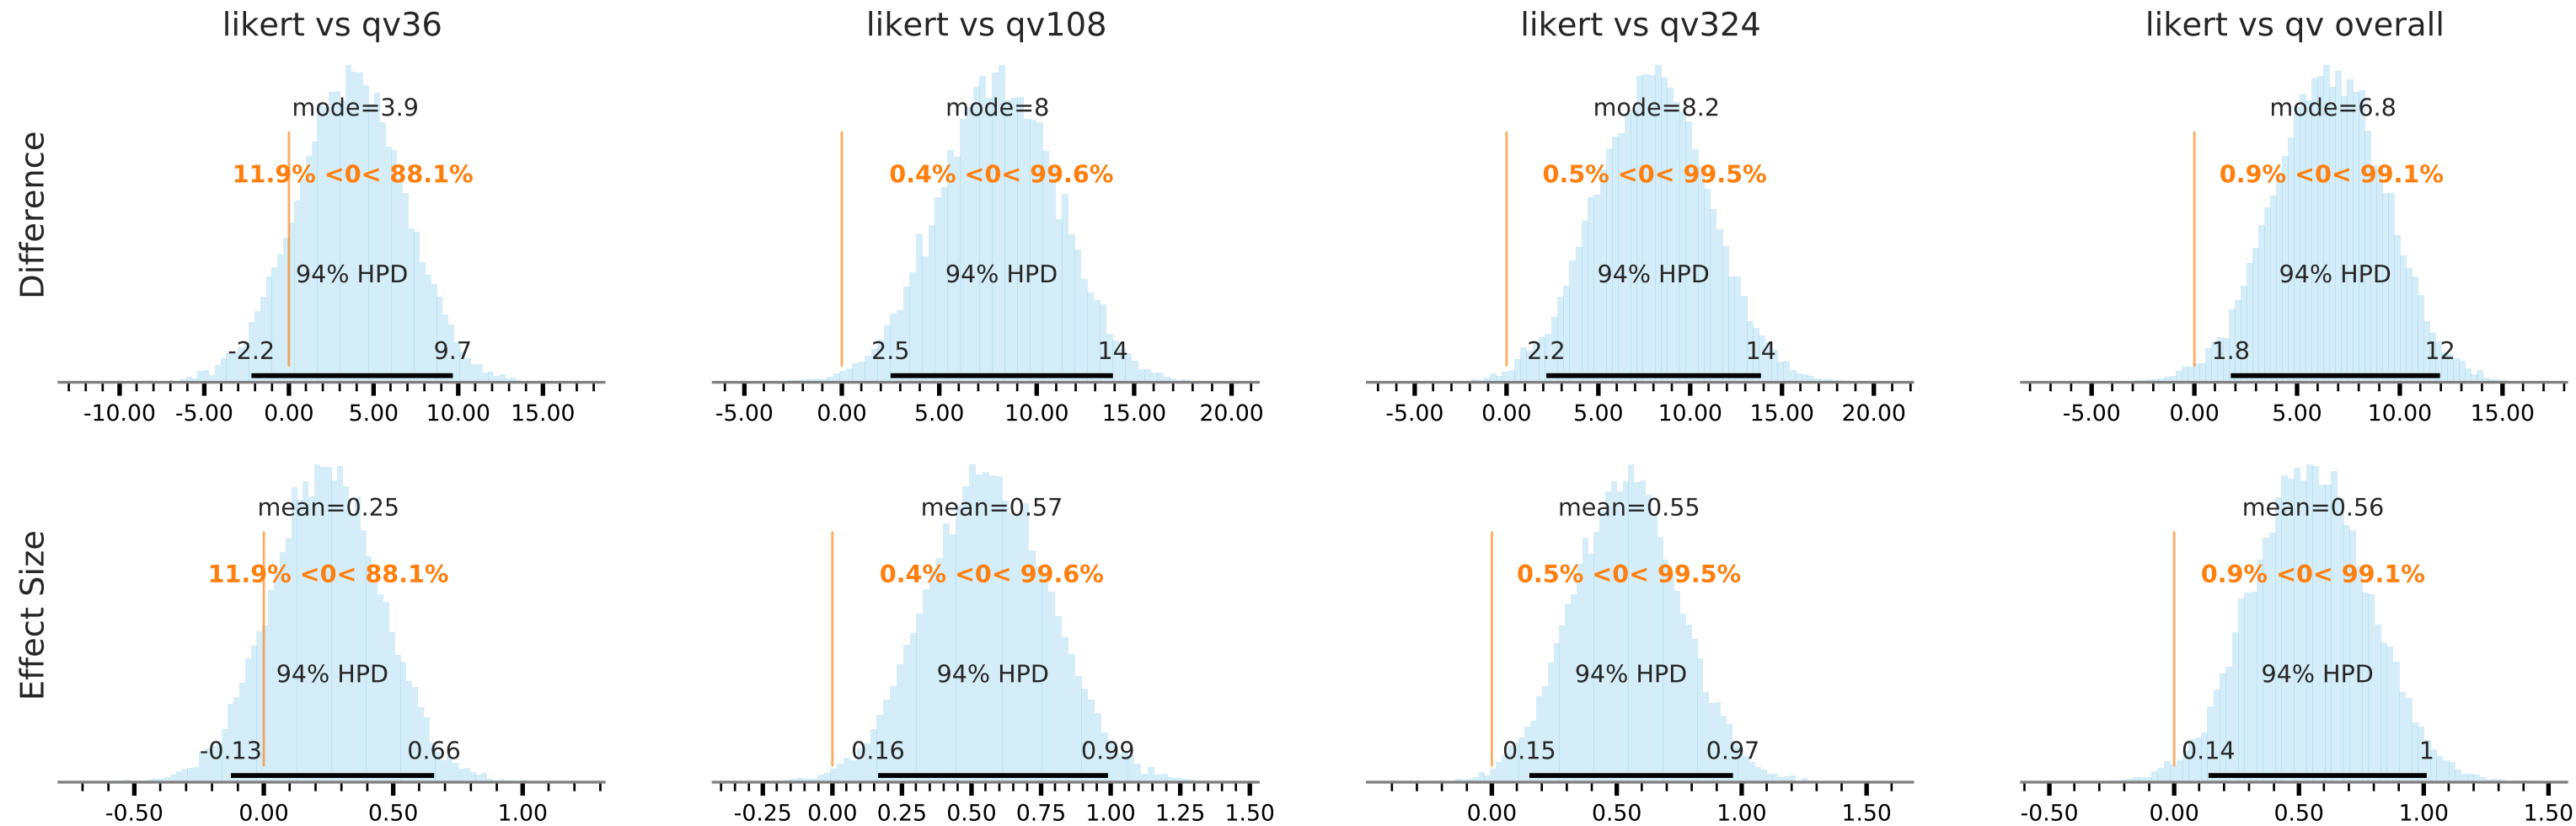 likert vs qv36
likert vs qv108
likert vs qv324
likert vs qv overall
Difference
mode=3.9
11.9% <0< 88.1%
94% HPD
-2.2
9.7
-10.00 -5.00 0.00 5.00 10.00 15.00
mode=8
0.4% <0< 99.6%
94% HPD
2.5
14
-5.00 0.00 5.00 10.00 15.00 20.00
mode=8.2
0.5% <0< 99.5%
94% HPD
2.2
14
-5.00 0.00 5.00 10.00 15.00 20.00
mode=6.8
0.9% <0< 99.1%
94% HPD
1.8
12
-5.00 0.00 5.00 10.00 15.00
Effect Size
mean=0.25
11.9% <0< 88.1%
94% HPD
-0.13
0.66
-0.50 0.00 0.50 1.00
mean=0.57
0.4% <0< 99.6%
94% HPD
0.16
0.99
-0.25 0.00 0.25 0.50 0.75 1.00 1.25 1.50
mean=0.55
0.5% <0< 99.5%
94% HPD
0.15
0.97
0.00 0.50 1.00 1.50
mean=0.56
0.9% <0< 99.1%
94% HPD
0.14
1
-0.50 0.00 0.50 1.00 1.50